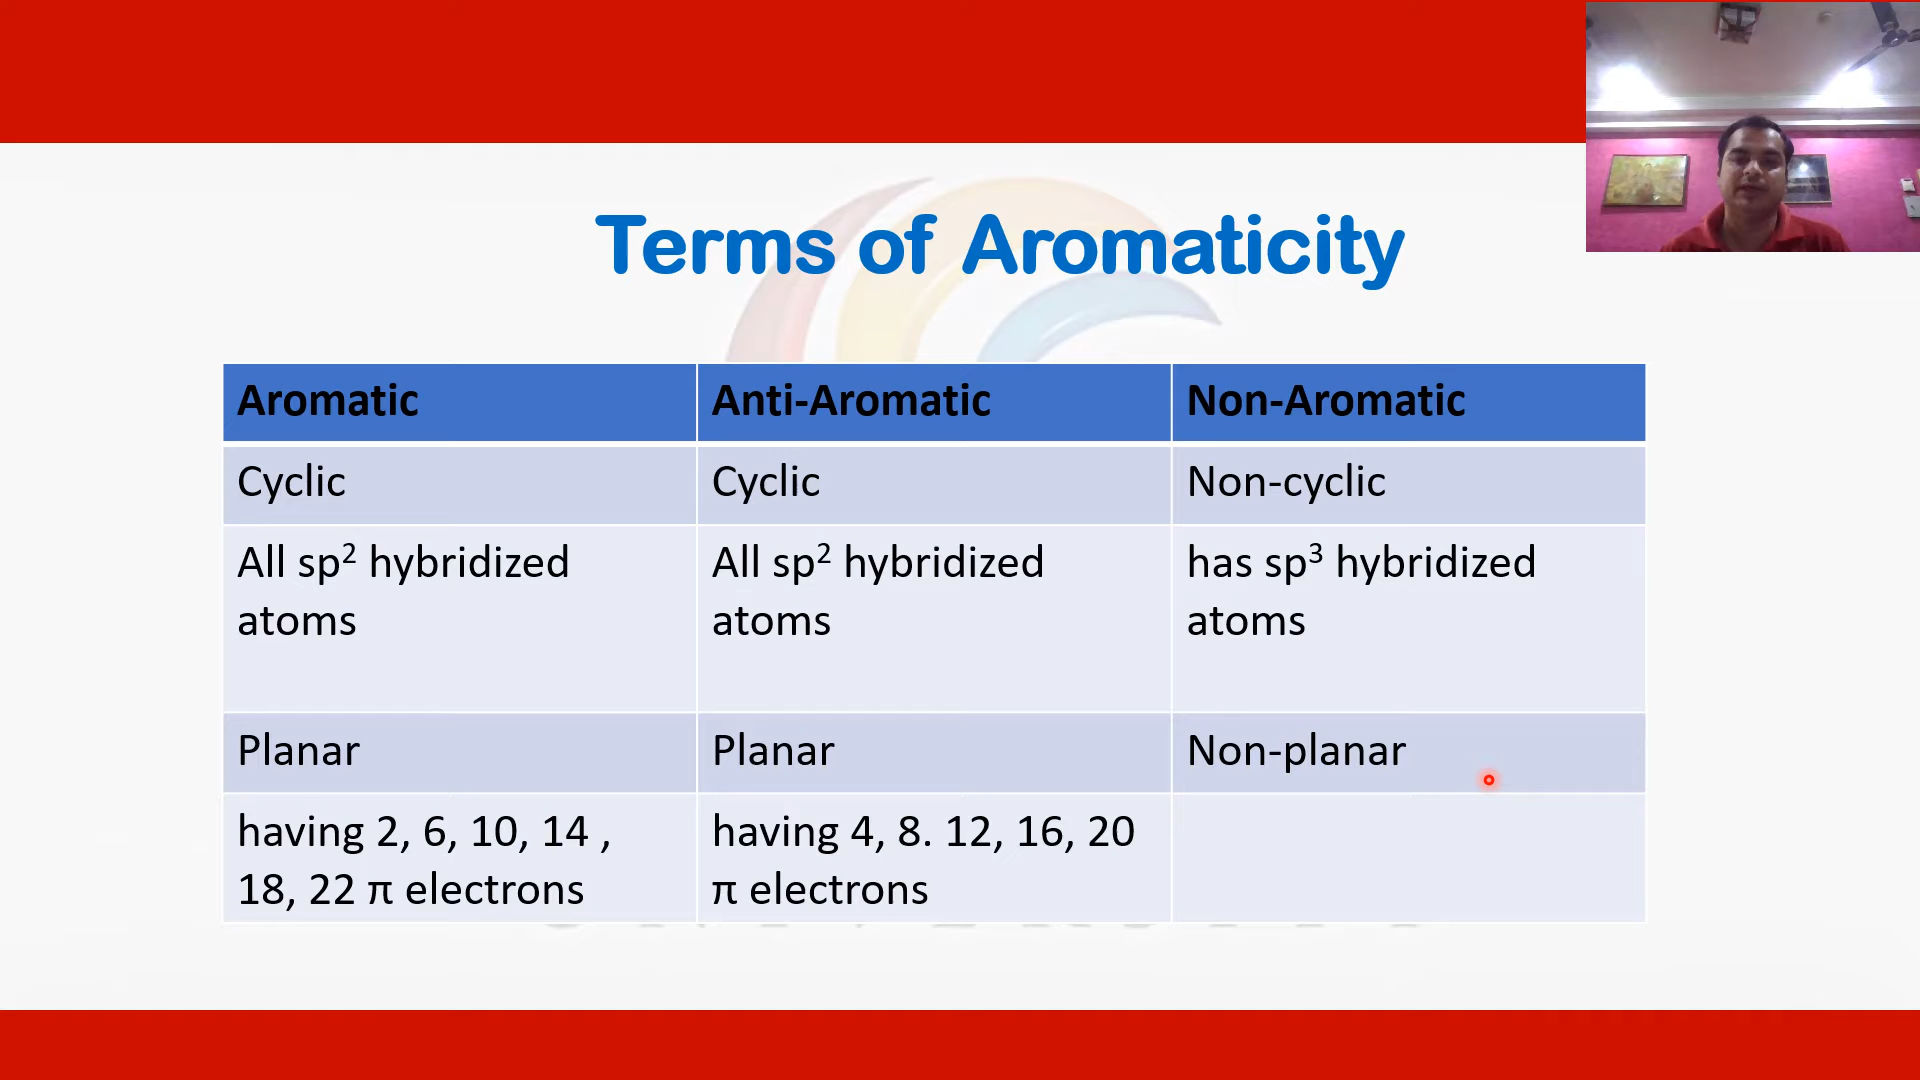 Terms of Aromaticity
Aromatic
Anti-Aromatic
Non-Aromatic
Cyclic
Cyclic
Non-cyclic
All sp² hybridized
atoms
All sp² hybridized
atoms
has sp³ hybridized
atoms
Planar
Planar
Non-planar
having 2, 6, 10, 14 ,
18, 22 π electrons
having 4, 8. 12, 16, 20
π electrons